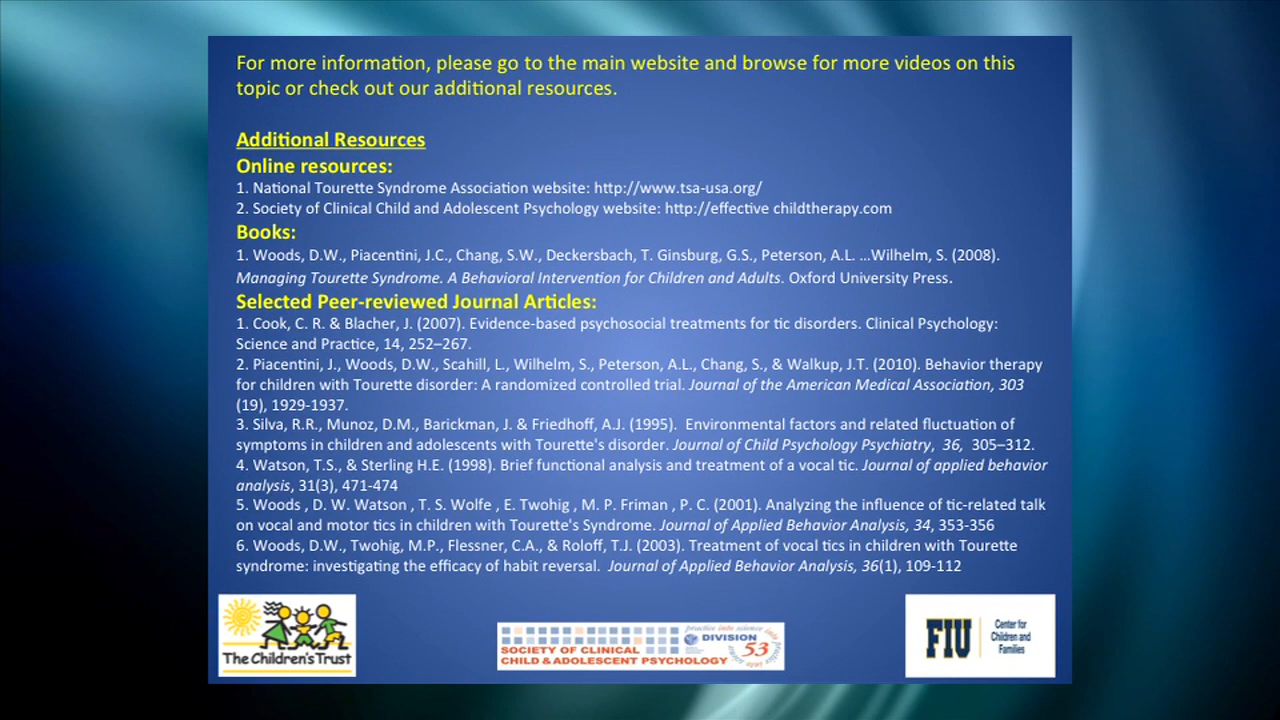 For more information, please go to the main website and browse for more videos on this
topic or check out our additional resources.
Additional Resources
Online resources:
1. National Tourette Syndrome Association website: http://www.tsa-usa.org/
2. Society of Clinical Child and Adolescent Psychology website: http://effective childtherapy.com
Books:
1. Woods, D.W., Piacentini, J.C., Chang, S.W., Deckersbach, T. Ginsburg, G.S., Peterson, A.L. …Wilhelm, S. (2008).
Managing Tourette Syndrome. A Behavioral Intervention for Children and Adults. Oxford University Press.
Selected Peer-reviewed Journal Articles:
1. Cook, C. R. & Blacher, J. (2007). Evidence-based psychosocial treatments for tic disorders. Clinical Psychology:
Science and Practice, 14, 252–267.
2. Piacentini, J., Woods, D.W., Scahill, L., Wilhelm, S., Peterson, A.L., Chang, S., & Walkup, J.T. (2010). Behavior therapy
for children with Tourette disorder: A randomized controlled trial. Journal of the American Medical Association, 303
(19), 1929-1937.
3. Silva, R.R., Munoz, D.M., Barickman, J. & Friedhoff, A.J. (1995). Environmental factors and related fluctuation of
symptoms in children and adolescents with Tourette's disorder. Journal of Child Psychology Psychiatry, 36, 305–312.
4. Watson, T.S., & Sterling H.E. (1998). Brief functional analysis and treatment of a vocal tic. Journal of applied behavior
analysis, 31(3), 471-474
5. Woods , D. W. Watson , T. S. Wolfe , E. Twohig , M. P. Friman , P. C. (2001). Analyzing the influence of tic-related talk
on vocal and motor tics in children with Tourette's Syndrome. Journal of Applied Behavior Analysis, 34, 353-356
6. Woods, D.W., Twohig, M.P., Flessner, C.A., & Roloff, T.J. (2003). Treatment of vocal tics in children with Tourette
syndrome: investigating the efficacy of habit reversal. Journal of Applied Behavior Analysis, 36(1), 109-112
The Children's Trust
practice into science into
DIVISION
53
SOCIETY OF CLINICAL
CHILD & ADOLESCENT PSYCHOLOGY
FIU
Center for
Children and
Families